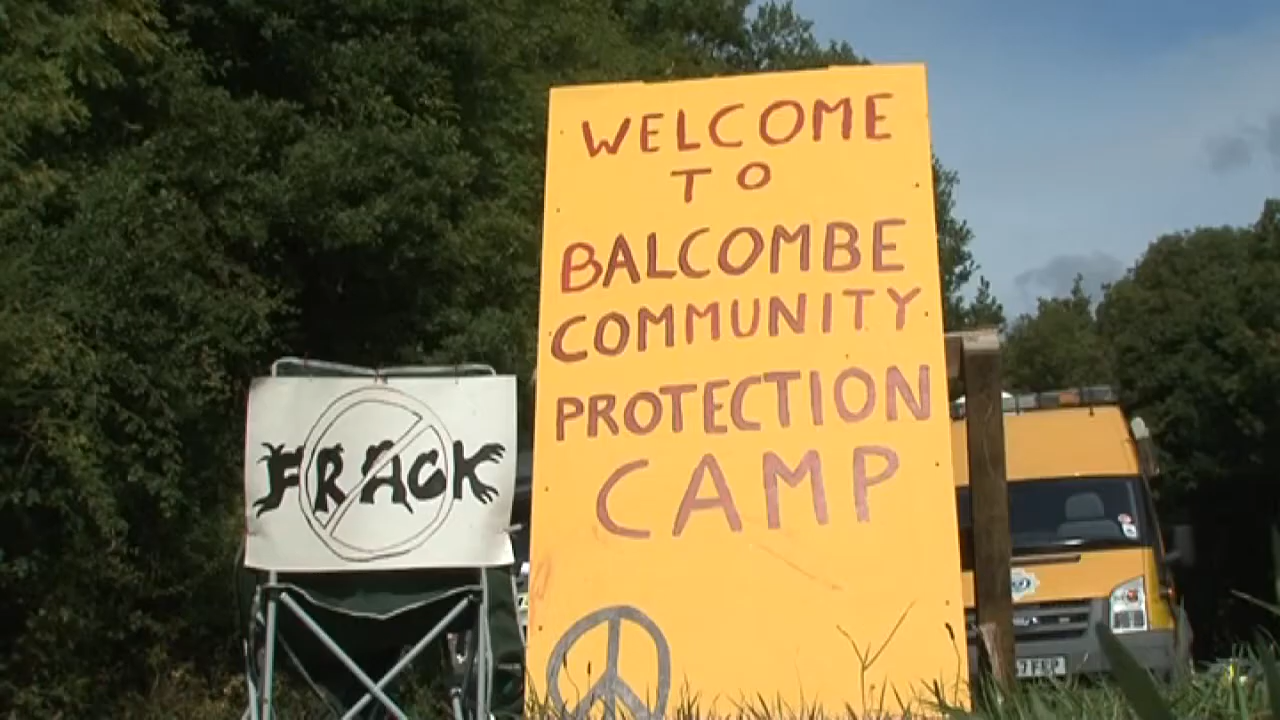 WELCOME
TO
BALCOMBE
COMMUNITY
PROTECTION
CAMP
FRACK